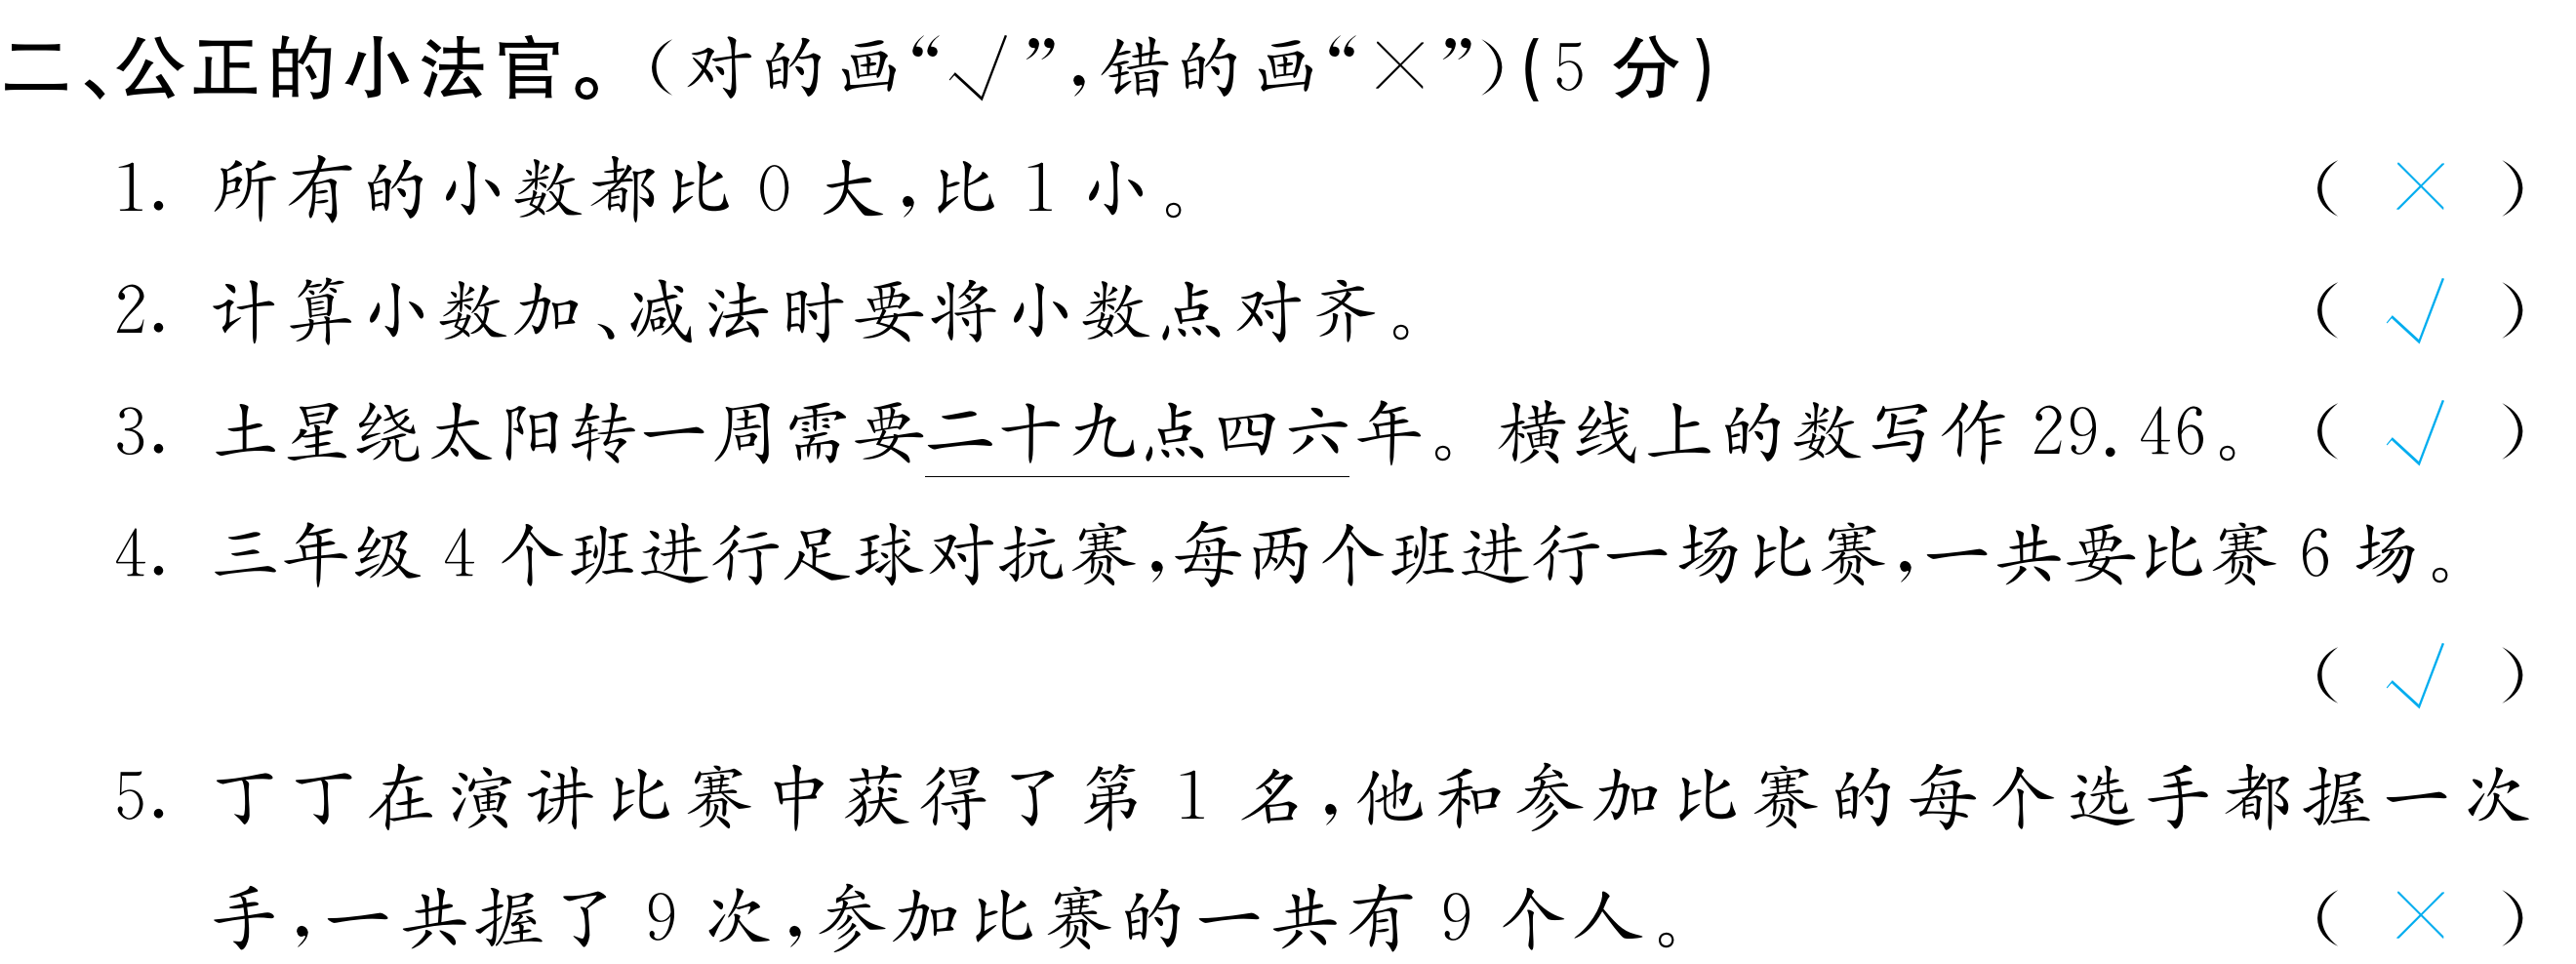 二、公正的小法官。(对的画“√”,错的画“×”)(5 分)
1. 所有的小数都比 0 大,比 1 小。 ( × )
2. 计算小数加、减法时要将小数点对齐。 ( √ )
3. 土星绕太阳转一周需要二十九点四六年。横线上的数写作 29.46。 ( √ )
4. 三年级 4 个班进行足球对抗赛,每两个班进行一场比赛,一共要比赛 6 场。
( √ )
5. 丁丁在演讲比赛中获得了第 1 名,他和参加比赛的每个选手都握一次
手,一共握了 9 次,参加比赛的一共有 9 个人。 ( × )